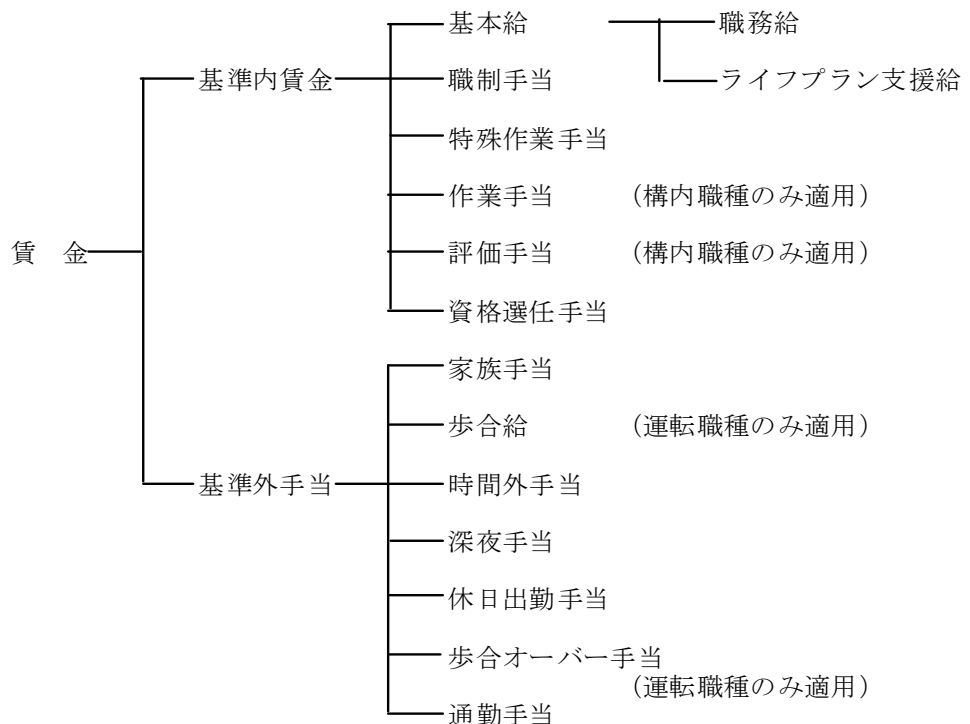 基本給 職務給
基準内賃金 職制手当 ライフプラン支援給
特殊作業手当
作業手当 （構内職種のみ適用）
賃 金 評価手当 （構内職種のみ適用）
資格選任手当
家族手当
歩合給 （運転職種のみ適用）
基準外手当 時間外手当
深夜手当
休日出勤手当
歩合オーバー手当
（運転職種のみ適用）
通勤手当